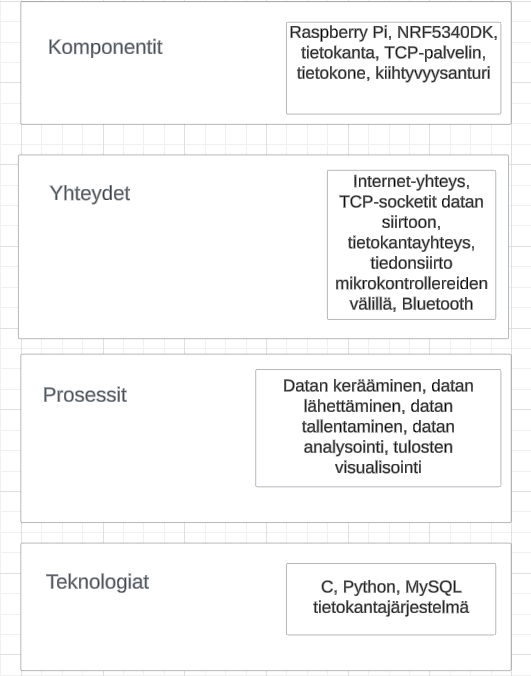 Komponentit
Raspberry Pi, NRF5340DK,
tietokanta, TCP-palvelin,
tietokone, kiihtyvyysanturi
Yhteydet
Internet-yhteys,
TCP-socketit datan
siirtoon,
tietokantayhteys,
tiedonsiirto
mikrokontrollereiden
välillä, Bluetooth
Prosessit
Datan kerääminen, datan
lähettäminen, datan
tallentaminen, datan
analysointi, tulosten
visualisointi
Teknologiat
C, Python, MySQL
tietokantajärjestelmä